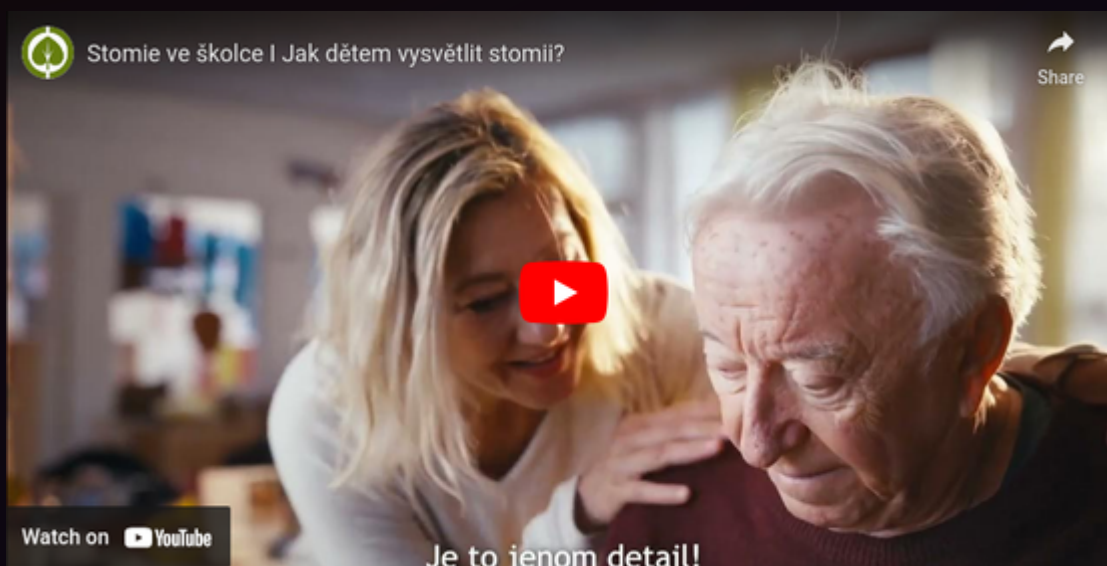 Stomie ve školce I Jak dětem vysvětlit stomii?
Share
Watch on YouTube
Je to jenom detail!